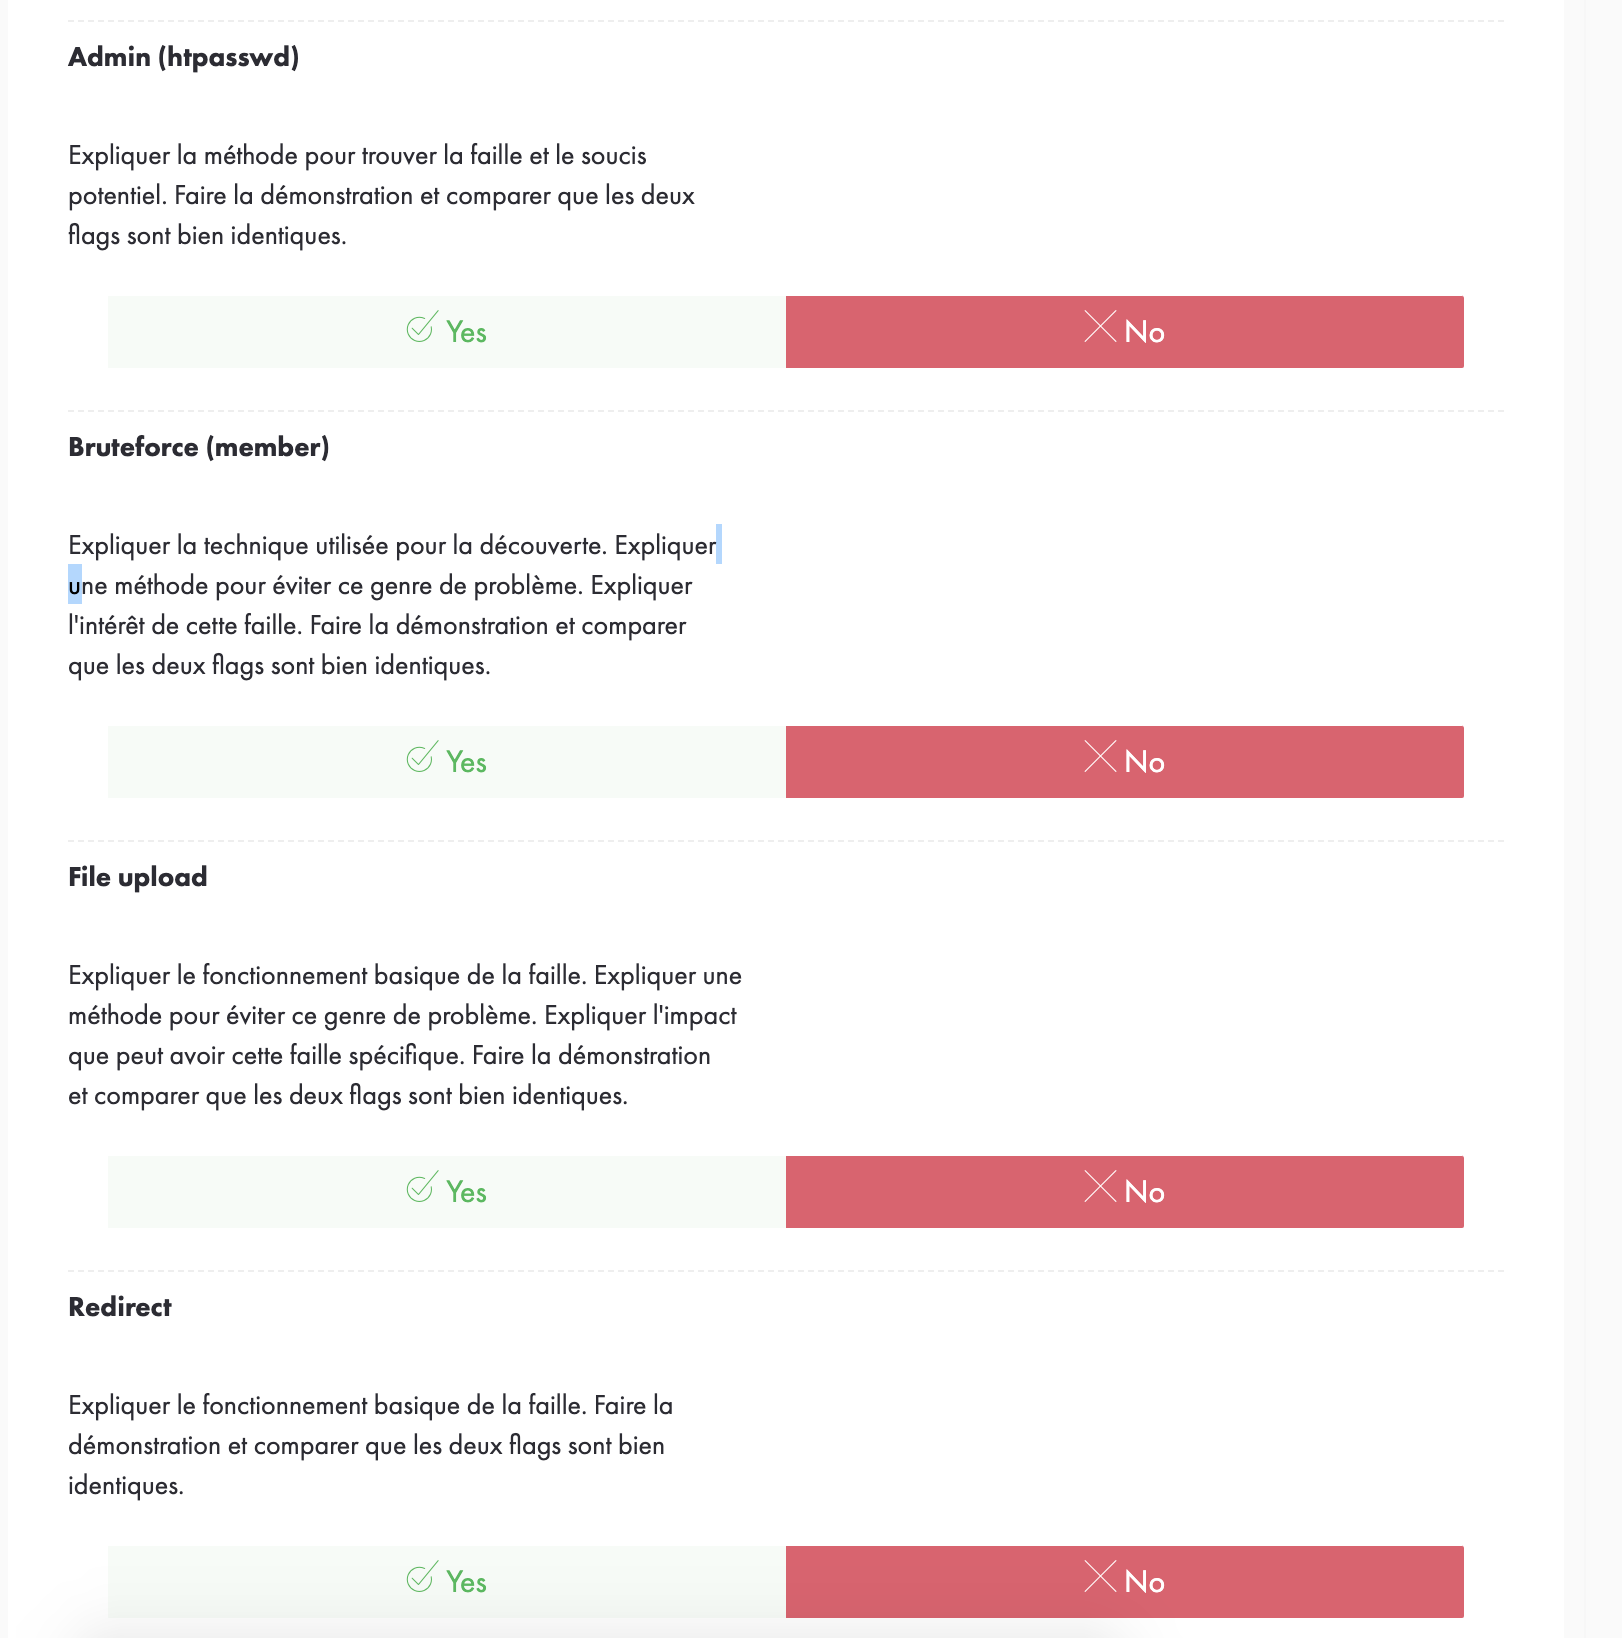 Admin (htpasswd)
Expliquer la méthode pour trouver la faille et le soucis
potentiel. Faire la démonstration et comparer que les deux
flags sont bien identiques.
Yes
No
Bruteforce (member)
Expliquer la technique utilisée pour la découverte. Expliquer
une méthode pour éviter ce genre de problème. Expliquer
l'intérêt de cette faille. Faire la démonstration et comparer
que les deux flags sont bien identiques.
Yes
No
File upload
Expliquer le fonctionnement basique de la faille. Expliquer une
méthode pour éviter ce genre de problème. Expliquer l'impact
que peut avoir cette faille spécifique. Faire la démonstration
et comparer que les deux flags sont bien identiques.
Yes
No
Redirect
Expliquer le fonctionnement basique de la faille. Faire la
démonstration et comparer que les deux flags sont bien
identiques.
Yes
No